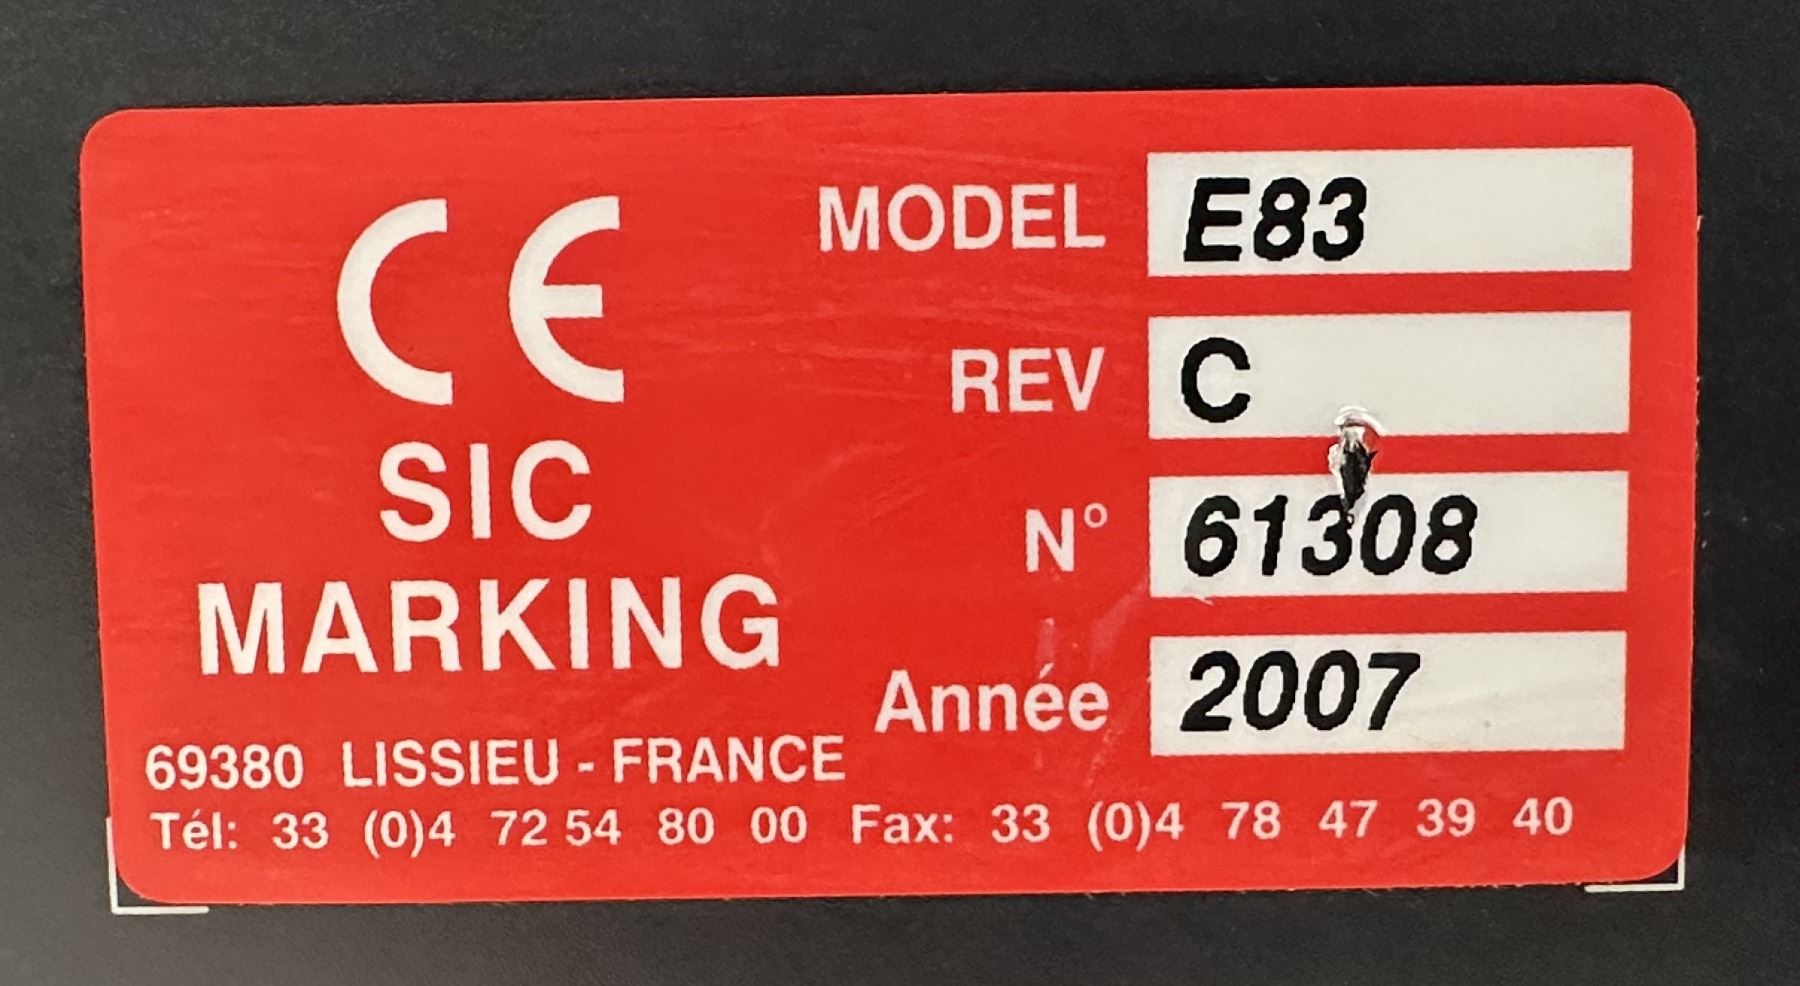 CE
SIC
MARKING
69380 LISSIEU - FRANCE
Tél: 33 (0)4 72 54 80 00 Fax: 33 (0)4 78 47 39 40
MODEL E83
REV C
N° 61308
Année 2007